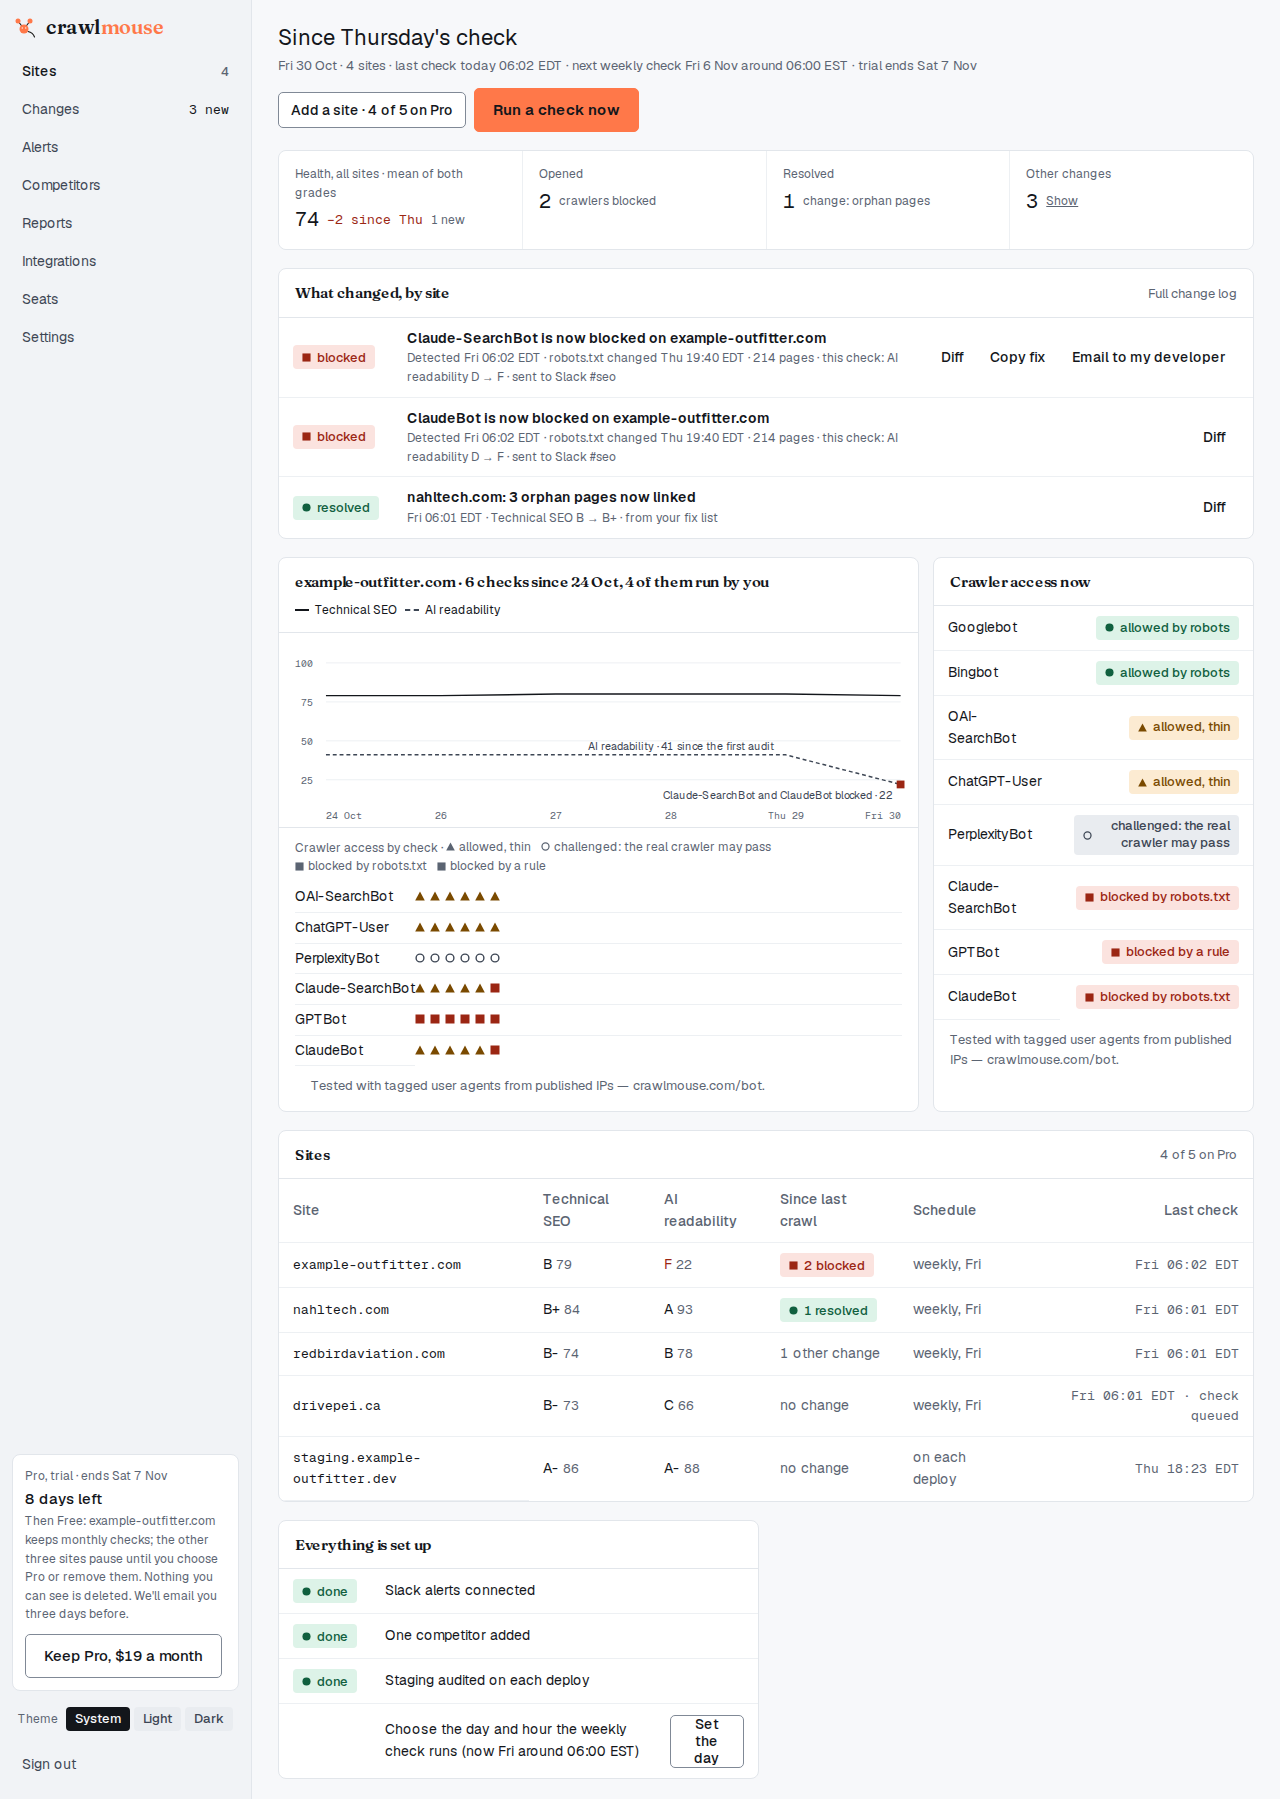 crawlmouse
Sites 4
Changes 3 new
Alerts
Competitors
Reports
Integrations
Seats
Settings
Pro, trial · ends Sat 7 Nov
8 days left
Then Free: example-outfitter.com
keeps monthly checks; the other
three sites pause until you choose
Pro or remove them. Nothing you
can see is deleted. We'll email you
three days before.
Keep Pro, $19 a month
Theme System Light Dark
Sign out
Since Thursday's check
Fri 30 Oct · 4 sites · last check today 06:02 EDT · next weekly check Fri 6 Nov around 06:00 EST · trial ends Sat 7 Nov
Add a site · 4 of 5 on Pro Run a check now
Health, all sites · mean of both
grades
74 −2 since Thu 1 new
Opened
2 crawlers blocked
Resolved
1 change: orphan pages
Other changes
3 Show
What changed, by site Full change log
blocked
Claude-SearchBot is now blocked on example-outfitter.com
Detected Fri 06:02 EDT · robots.txt changed Thu 19:40 EDT · 214 pages · this check: AI
readability D → F · sent to Slack #seo
Diff Copy fix Email to my developer
blocked
ClaudeBot is now blocked on example-outfitter.com
Detected Fri 06:02 EDT · robots.txt changed Thu 19:40 EDT · 214 pages · this check: AI
readability D → F · sent to Slack #seo
Diff
resolved
nahltech.com: 3 orphan pages now linked
Fri 06:01 EDT · Technical SEO B → B+ · from your fix list
Diff
example-outfitter.com · 6 checks since 24 Oct, 4 of them run by you
Technical SEO AI readability
100
75
50
25
AI readability · 41 since the first audit
Claude-SearchBot and ClaudeBot blocked · 22
24 Oct 26 27 28 Thu 29 Fri 30
Crawler access by check · allowed, thin challenged: the real crawler may pass
blocked by robots.txt blocked by a rule
OAI-SearchBot
ChatGPT-User
PerplexityBot
Claude-SearchBot
GPTBot
ClaudeBot
Tested with tagged user agents from published IPs — crawlmouse.com/bot.
Crawler access now
Googlebot allowed by robots
Bingbot allowed by robots
OAI-
SearchBot allowed, thin
ChatGPT-User allowed, thin
PerplexityBot challenged: the real
crawler may pass
Claude-
SearchBot blocked by robots.txt
GPTBot blocked by a rule
ClaudeBot blocked by robots.txt
Tested with tagged user agents from published
IPs — crawlmouse.com/bot.
Sites 4 of 5 on Pro
Site Technical
SEO AI
readability Since last
crawl Schedule Last check
example-outfitter.com B 79 F 22 2 blocked weekly, Fri Fri 06:02 EDT
nahltech.com B+ 84 A 93 1 resolved weekly, Fri Fri 06:01 EDT
redbirdaviation.com B- 74 B 78 1 other change weekly, Fri Fri 06:01 EDT
drivepei.ca B- 73 C 66 no change weekly, Fri Fri 06:01 EDT · check
queued
staging.example-
outfitter.dev A- 86 A- 88 no change on each
deploy Thu 18:23 EDT
Everything is set up
done Slack alerts connected
done One competitor added
done Staging audited on each deploy
Choose the day and hour the weekly
check runs (now Fri around 06:00 EST)
Set
the
day